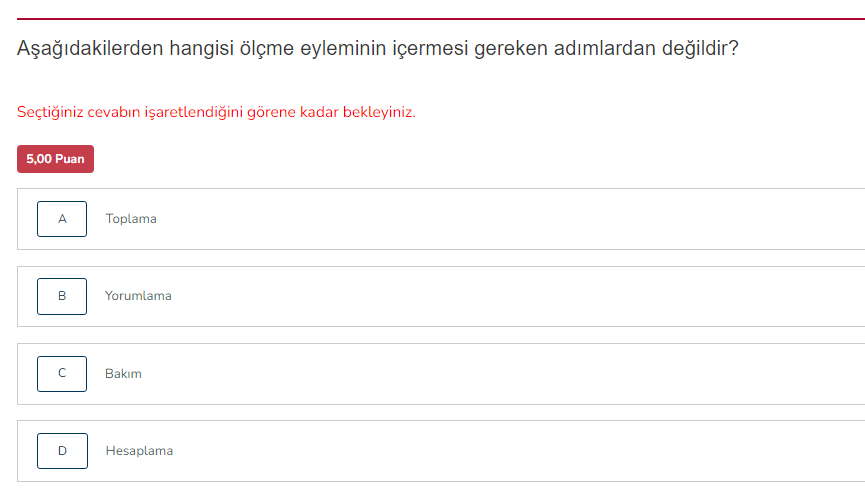 Aşağıdakilerden hangisi ölçme eyleminin içermesi gereken adımlardan değildir?
Seçtiğiniz cevabın işaretlendiğini görene kadar bekleyiniz.
5,00 Puan
A Toplama
B Yorumlama
C Bakım
D Hesaplama